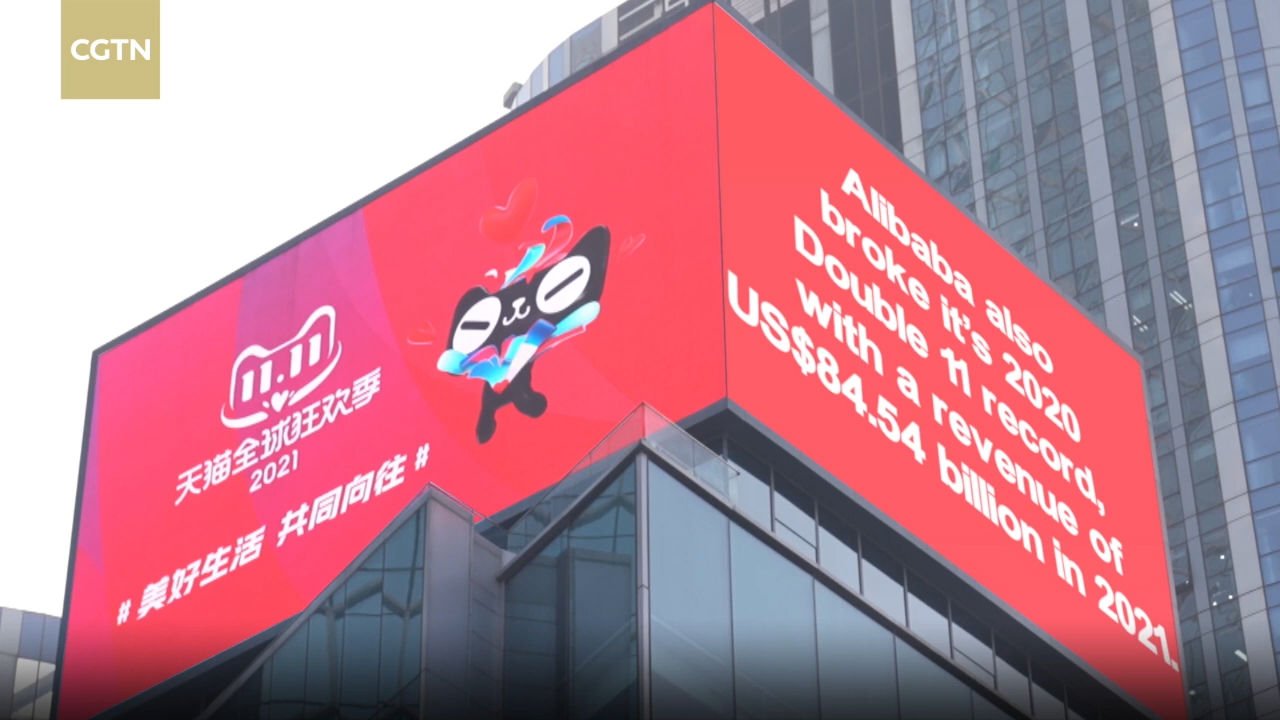 CGTN
11.11
天猫全球狂欢季
2021
# 美好生活 共同向往 #
Alibaba also
broke it's 2020
Double 11 record,
with a revenue of
US$84.54 billion in 2021.